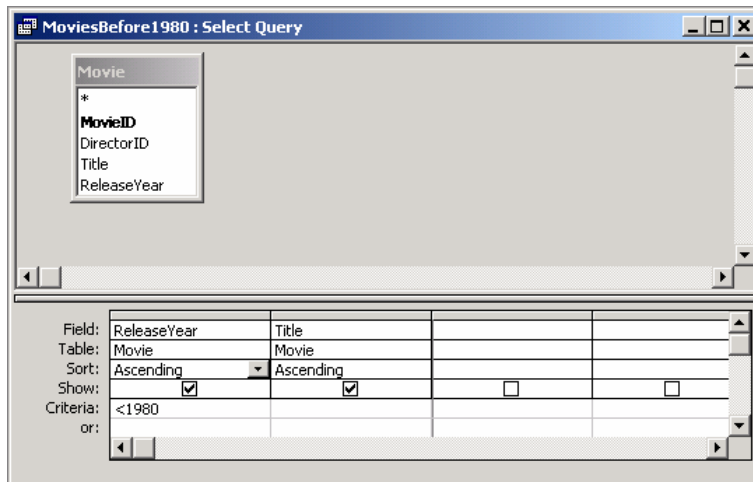 MoviesBefore1980 : Select Query
Movie
*
MovieID
DirectorID
Title
ReleaseYear
Field: ReleaseYear Title
Table: Movie Movie
Sort: Ascending Ascending
Show:
Criteria: <1980
or: